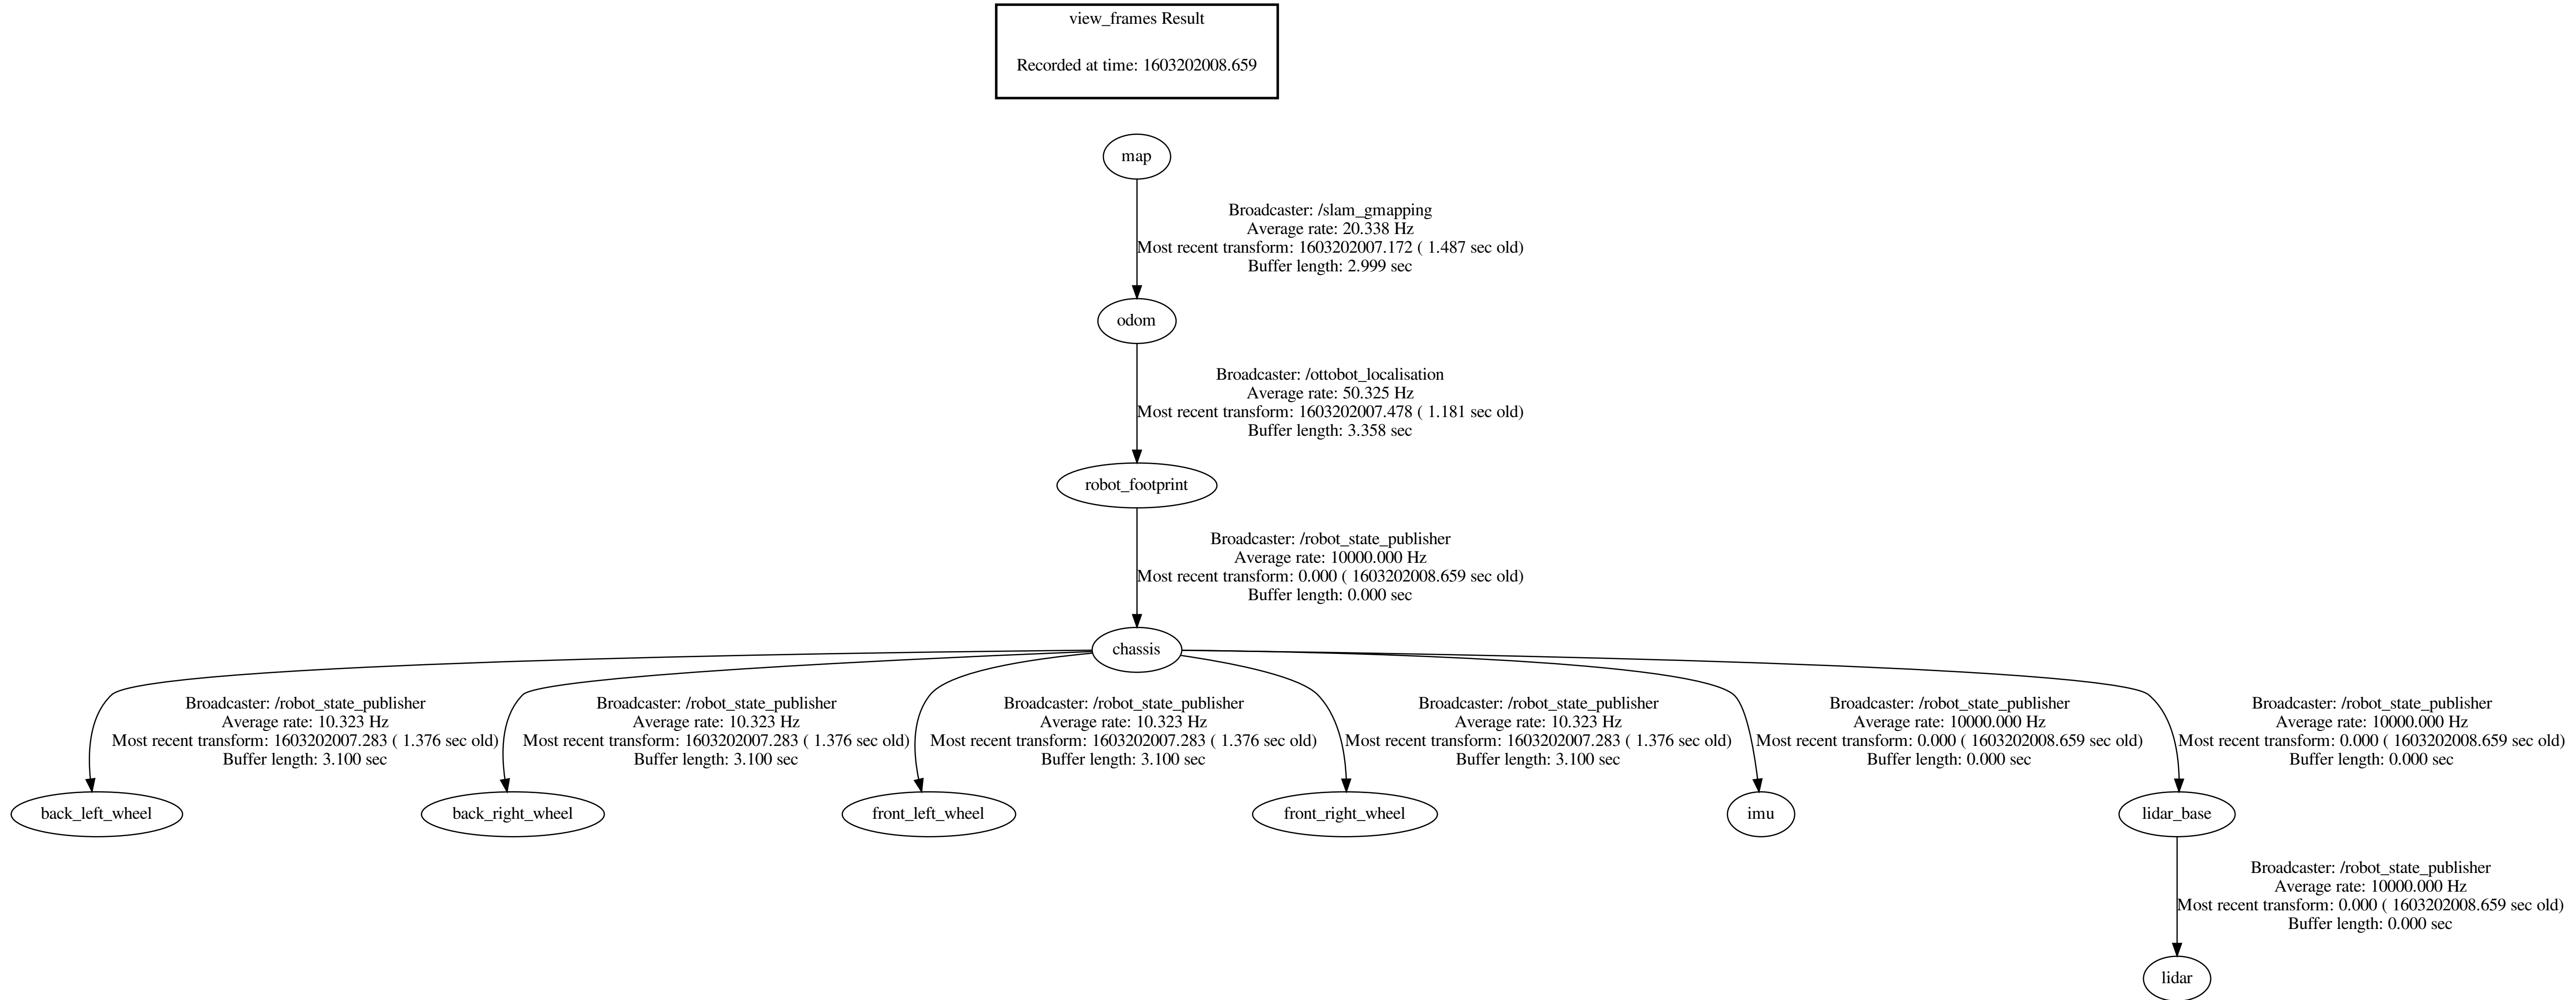 view_frames Result
Recorded at time: 1603202008.659
map
Broadcaster: /slam_gmapping
Average rate: 20.338 Hz
Most recent transform: 1603202007.172 ( 1.487 sec old)
Buffer length: 2.999 sec
odom
Broadcaster: /ottobot_localisation
Average rate: 50.325 Hz
Most recent transform: 1603202007.478 ( 1.181 sec old)
Buffer length: 3.358 sec
robot_footprint
Broadcaster: /robot_state_publisher
Average rate: 10000.000 Hz
Most recent transform: 0.000 ( 1603202008.659 sec old)
Buffer length: 0.000 sec
chassis
Broadcaster: /robot_state_publisher
Average rate: 10.323 Hz
Most recent transform: 1603202007.283 ( 1.376 sec old)
Buffer length: 3.100 sec
Broadcaster: /robot_state_publisher
Average rate: 10.323 Hz
Most recent transform: 1603202007.283 ( 1.376 sec old)
Buffer length: 3.100 sec
Broadcaster: /robot_state_publisher
Average rate: 10.323 Hz
Most recent transform: 1603202007.283 ( 1.376 sec old)
Buffer length: 3.100 sec
Broadcaster: /robot_state_publisher
Average rate: 10.323 Hz
Most recent transform: 1603202007.283 ( 1.376 sec old)
Buffer length: 3.100 sec
Broadcaster: /robot_state_publisher
Average rate: 10000.000 Hz
Most recent transform: 0.000 ( 1603202008.659 sec old)
Buffer length: 0.000 sec
Broadcaster: /robot_state_publisher
Average rate: 10000.000 Hz
Most recent transform: 0.000 ( 1603202008.659 sec old)
Buffer length: 0.000 sec
back_left_wheel
back_right_wheel
front_left_wheel
front_right_wheel
imu
lidar_base
Broadcaster: /robot_state_publisher
Average rate: 10000.000 Hz
Most recent transform: 0.000 ( 1603202008.659 sec old)
Buffer length: 0.000 sec
lidar